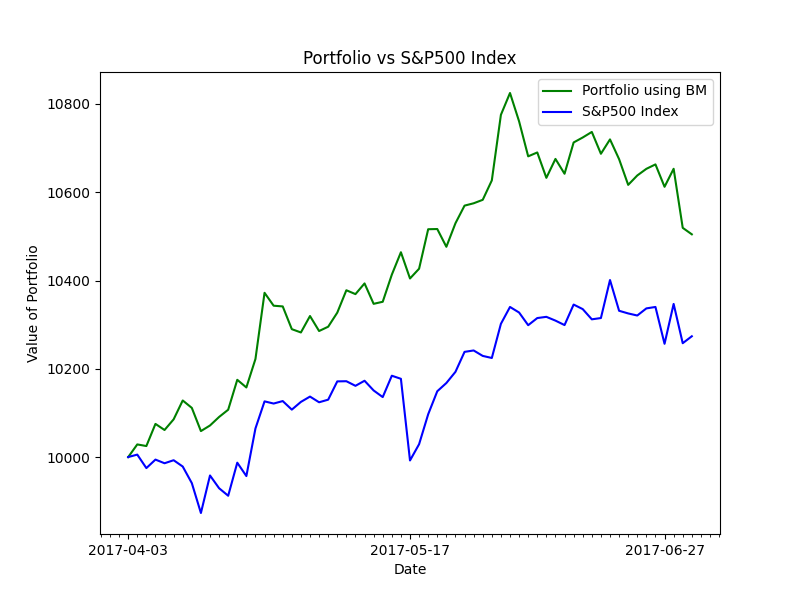 Portfolio vs S&P500 Index
Portfolio using BM
S&P500 Index
10800
10600
10400
10200
10000
Value of Portfolio
2017-04-03
2017-05-17
2017-06-27
Date